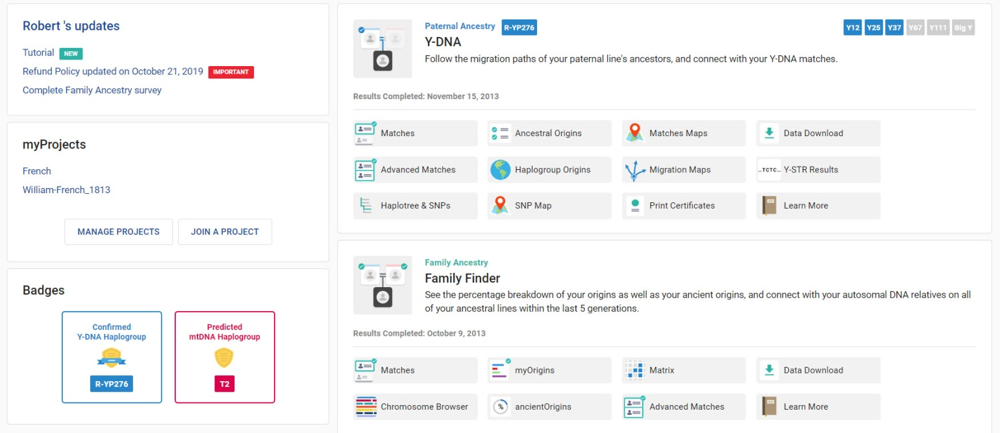 Robert 's updates
Tutorial NEW
Refund Policy updated on October 21, 2019 IMPORTANT
Complete Family Ancestry survey
myProjects
French
William-French_1813
MANAGE PROJECTS JOIN A PROJECT
Badges
Confirmed
Y-DNA Haplogroup
R-YP276
Predicted
mtDNA Haplogroup
T2
Paternal Ancestry R-YP276 Y12 Y25 Y37 Y67 Y111 Big Y
Y-DNA
Follow the migration paths of your paternal line's ancestors, and connect with your Y-DNA matches.
Results Completed: November 15, 2013
Matches Ancestral Origins Matches Maps Data Download
Advanced Matches Haplogroup Origins Migration Maps ...TCTC... Y-STR Results
Haplotree & SNPs SNP Map Print Certificates Learn More
Family Ancestry
Family Finder
See the percentage breakdown of your origins as well as your ancient origins, and connect with your autosomal DNA relatives on all
of your ancestral lines within the last 5 generations.
Results Completed: October 9, 2013
Matches myOrigins Matrix Data Download
Chromosome Browser % ancientOrigins Advanced Matches Learn More